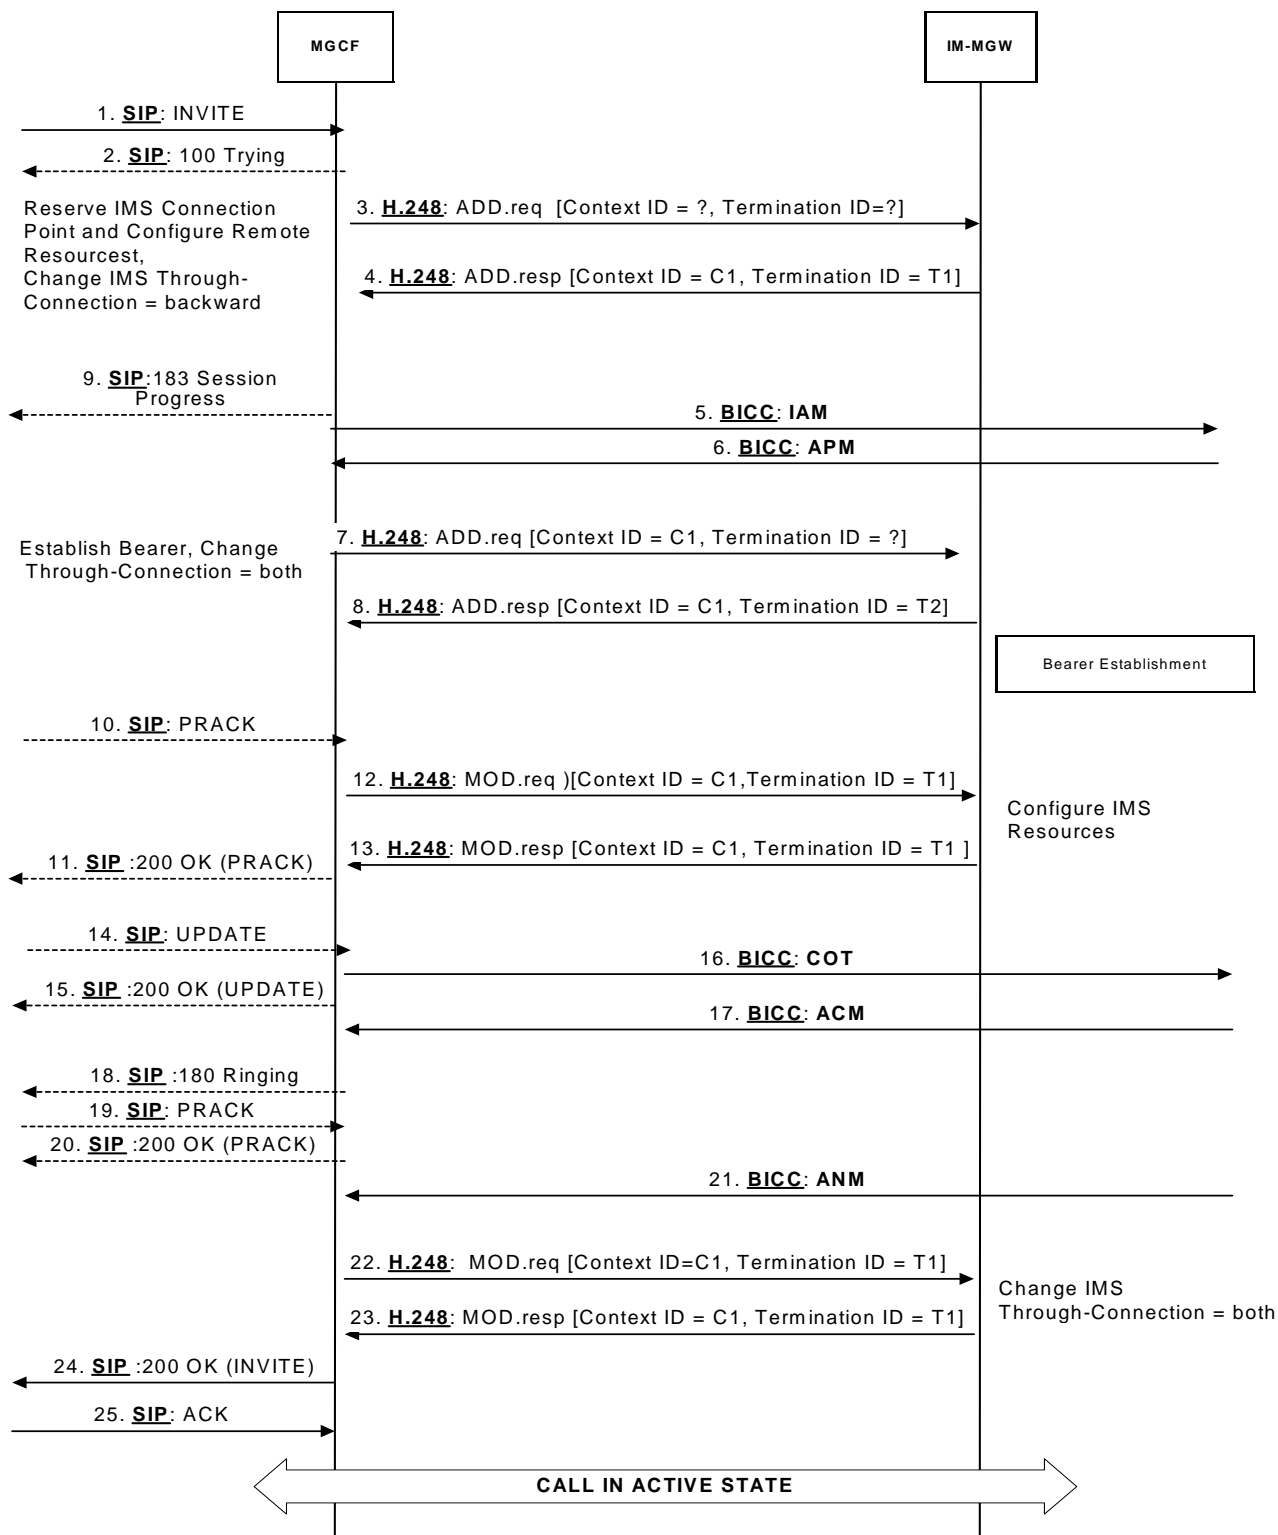 MGCF
IM-MGW
1. SIP: INVITE
2. SIP: 100 Trying
Reserve IMS Connection
Point and Configure Remote
Resourcest,
Change IMS Through-
Connection = backward
3. H.248: ADD.req [Context ID = ?, Termination ID=?]
4. H.248: ADD.resp [Context ID = C1, Termination ID = T1]
9. SIP:183 Session
Progress
5. BICC: IAM
6. BICC: APM
Establish Bearer, Change
Through-Connection = both
7. H.248: ADD.req [Context ID = C1, Termination ID = ?]
8. H.248: ADD.resp [Context ID = C1, Termination ID = T2]
Bearer Establishment
10. SIP: PRACK
12. H.248: MOD.req )[Context ID = C1,Termination ID = T1]
Configure IMS
Resources
13. H.248: MOD.resp [Context ID = C1, Termination ID = T1 ]
11. SIP :200 OK (PRACK)
14. SIP: UPDATE
16. BICC: COT
15. SIP :200 OK (UPDATE)
17. BICC: ACM
18. SIP :180 Ringing
19. SIP: PRACK
20. SIP :200 OK (PRACK)
21. BICC: ANM
22. H.248: MOD.req [Context ID=C1, Termination ID = T1]
Change IMS
Through-Connection = both
23. H.248: MOD.resp [Context ID = C1, Termination ID = T1]
24. SIP :200 OK (INVITE)
25. SIP: ACK
CALL IN ACTIVE STATE